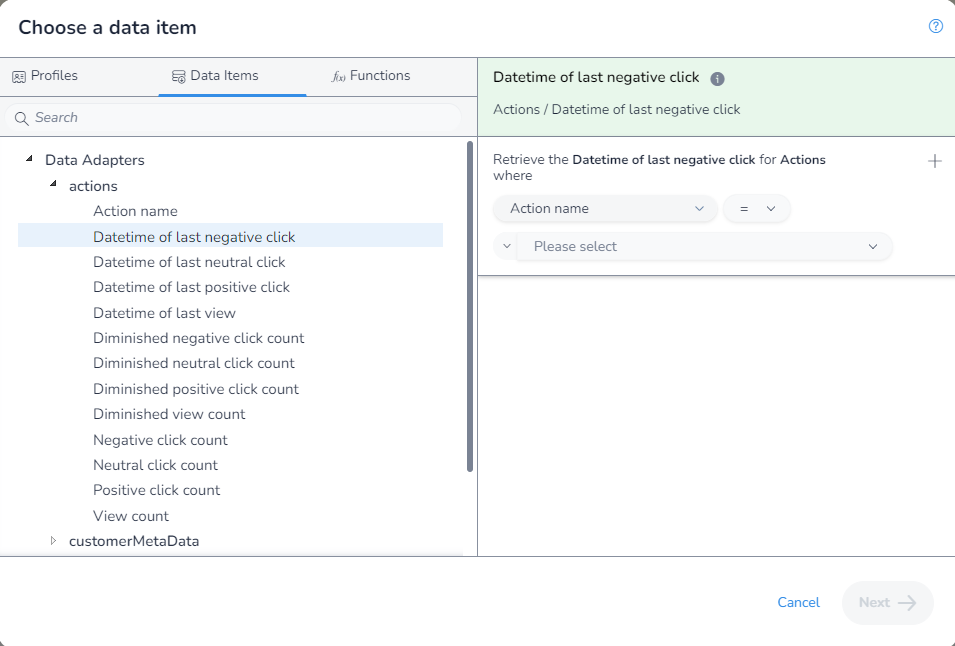 Choose a data item
?
Profiles
Data Items
f(x) Functions
Search
Data Adapters
actions
Action name
Datetime of last negative click
Datetime of last neutral click
Datetime of last positive click
Datetime of last view
Diminished negative click count
Diminished neutral click count
Diminished positive click count
Diminished view count
Negative click count
Neutral click count
Positive click count
View count
customerMetaData
Datetime of last negative click i
Actions / Datetime of last negative click
Retrieve the Datetime of last negative click for Actions
where
Action name
=
Please select
Cancel
Next